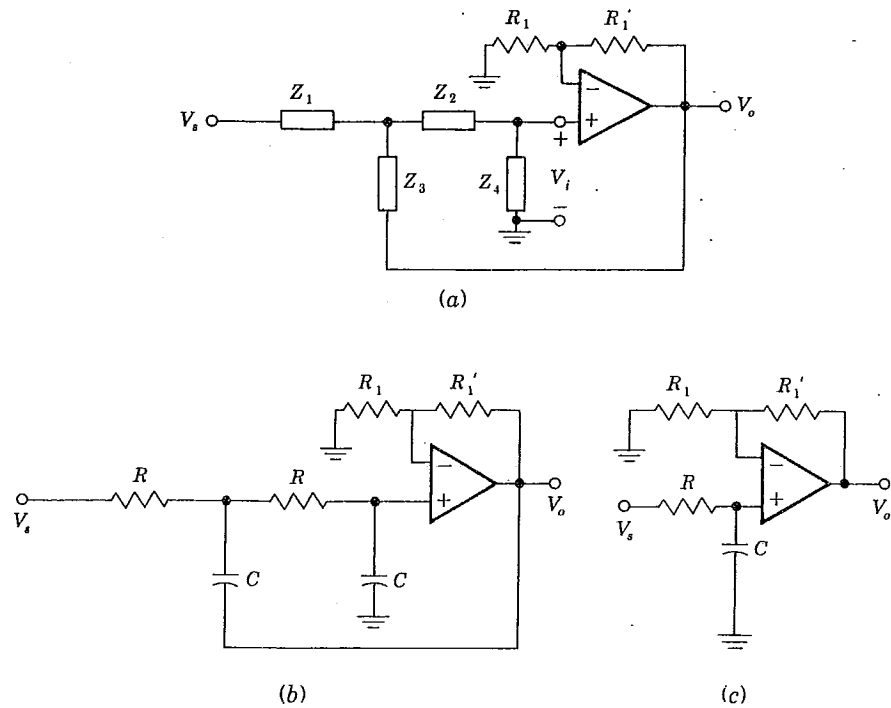 R₁ R₁′
Z₁ Z₂
Vₛ − Vₒ
+
+
Z₃ Z₄ Vᵢ
−
(a)
R₁ R₁′ R₁ R₁′
R R − −
+ R +
Vₛ Vₒ Vₛ Vₒ
C
C C
(b) (c)